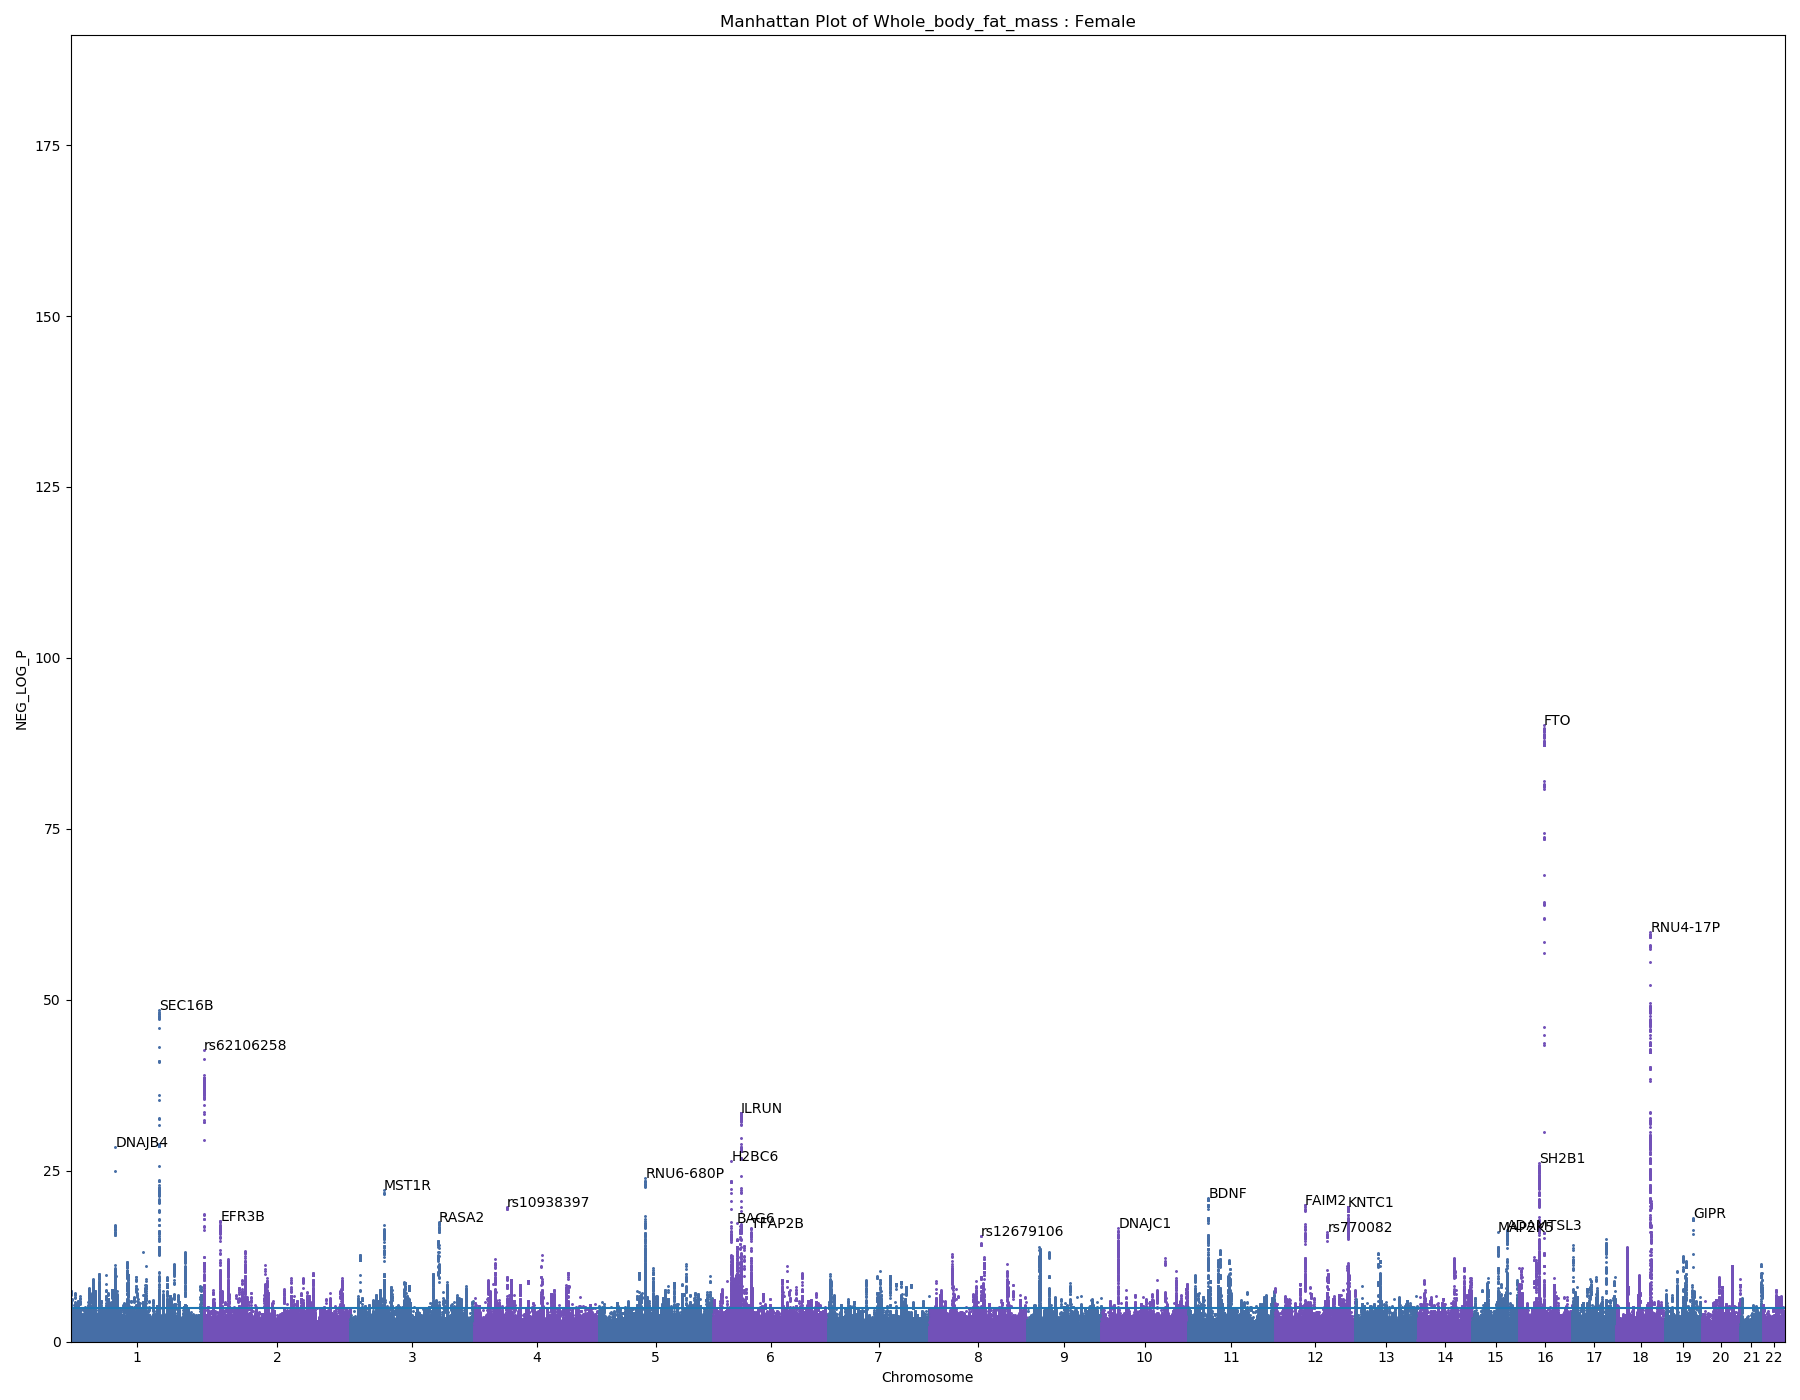 Manhattan Plot of Whole_body_fat_mass : Female
NEG_LOG_P
175
150
125
100
75
50
25
0
FTO
RNU4-17P
SEC16B
rs62106258
ILRUN
DNAJB4
H2BC6
SH2B1
RNU6-680P
MST1R
BDNF
rs10938397
FAIM2
KNTC1
EFR3B
RASA2
BAG6
TFAP2B
GIPR
DNAJC1
rs12679106
rs770082
MAP2K5
ADAMTSL3
1 2 3 4 5 6 7 8 9 10 11 12 13 14 15 16 17 18 19 20 21 22
Chromosome